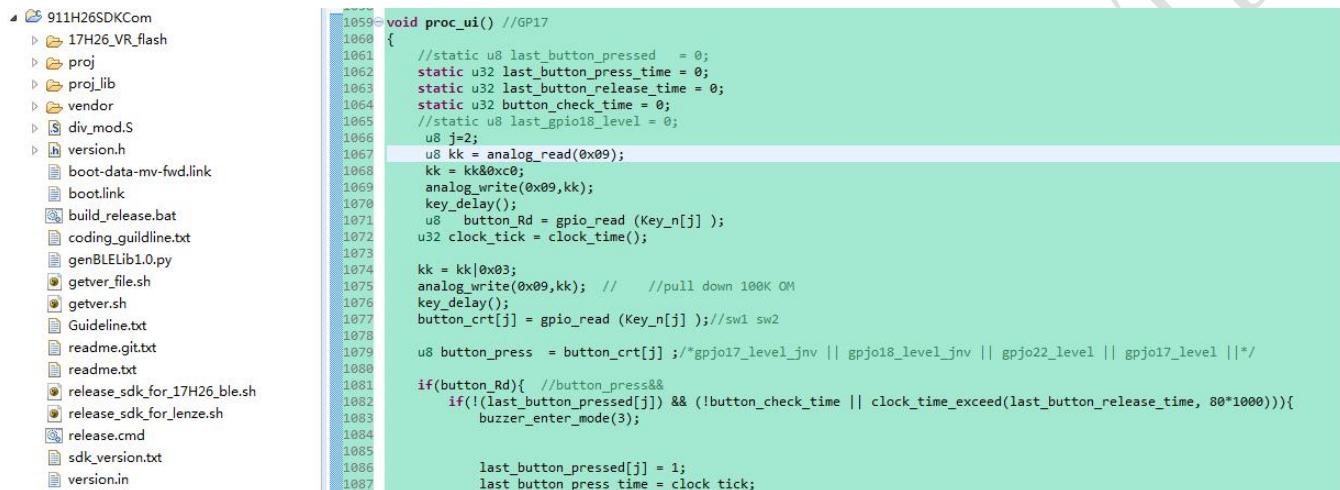 911H26SDKCom
17H26_VR_flash
proj
proj_lib
vendor
div_mod.S
version.h
boot-data-mv-fwd.link
boot.link
build_release.bat
coding_guildline.txt
genBLELib1.0.py
getver_file.sh
getver.sh
Guideline.txt
readme.git.txt
readme.txt
release_sdk_for_17H26_ble.sh
release_sdk_for_lenze.sh
release.cmd
sdk_version.txt
version.in
1059 void proc_ui() //GP17
1060 {
1061 //static u8 last_button_pressed = 0;
1062 static u32 last_button_press_time = 0;
1063 static u32 last_button_release_time = 0;
1064 static u32 button_check_time = 0;
1065 //static u8 last_gpio18_level = 0;
1066 u8 j=2;
1067 u8 kk = analog_read(0x09);
1068 kk = kk&0xc0;
1069 analog_write(0x09,kk);
1070 key_delay();
1071 u8 button_Rd = gpio_read (Key_n[j] );
1072 u32 clock_tick = clock_time();
1073
1074 kk = kk|0x03;
1075 analog_write(0x09,kk); // //pull down 100K OM
1076 key_delay();
1077 button_crt[j] = gpio_read (Key_n[j] );//sw1 sw2
1078
1079 u8 button_press = button_crt[j] ;/*gpjo17_level_jnv || gpjo18_level_jnv || gpjo22_level || gpjo17_level ||*/
1080
1081 if(button_Rd){ //button_press&&
1082 if(!(last_button_pressed[j]) && (!button_check_time || clock_time_exceed(last_button_release_time, 80*1000))){
1083 buzzer_enter_mode(3);
1084
1085
1086 last_button_pressed[j] = 1;
1087 last_button_press_time = clock_tick;